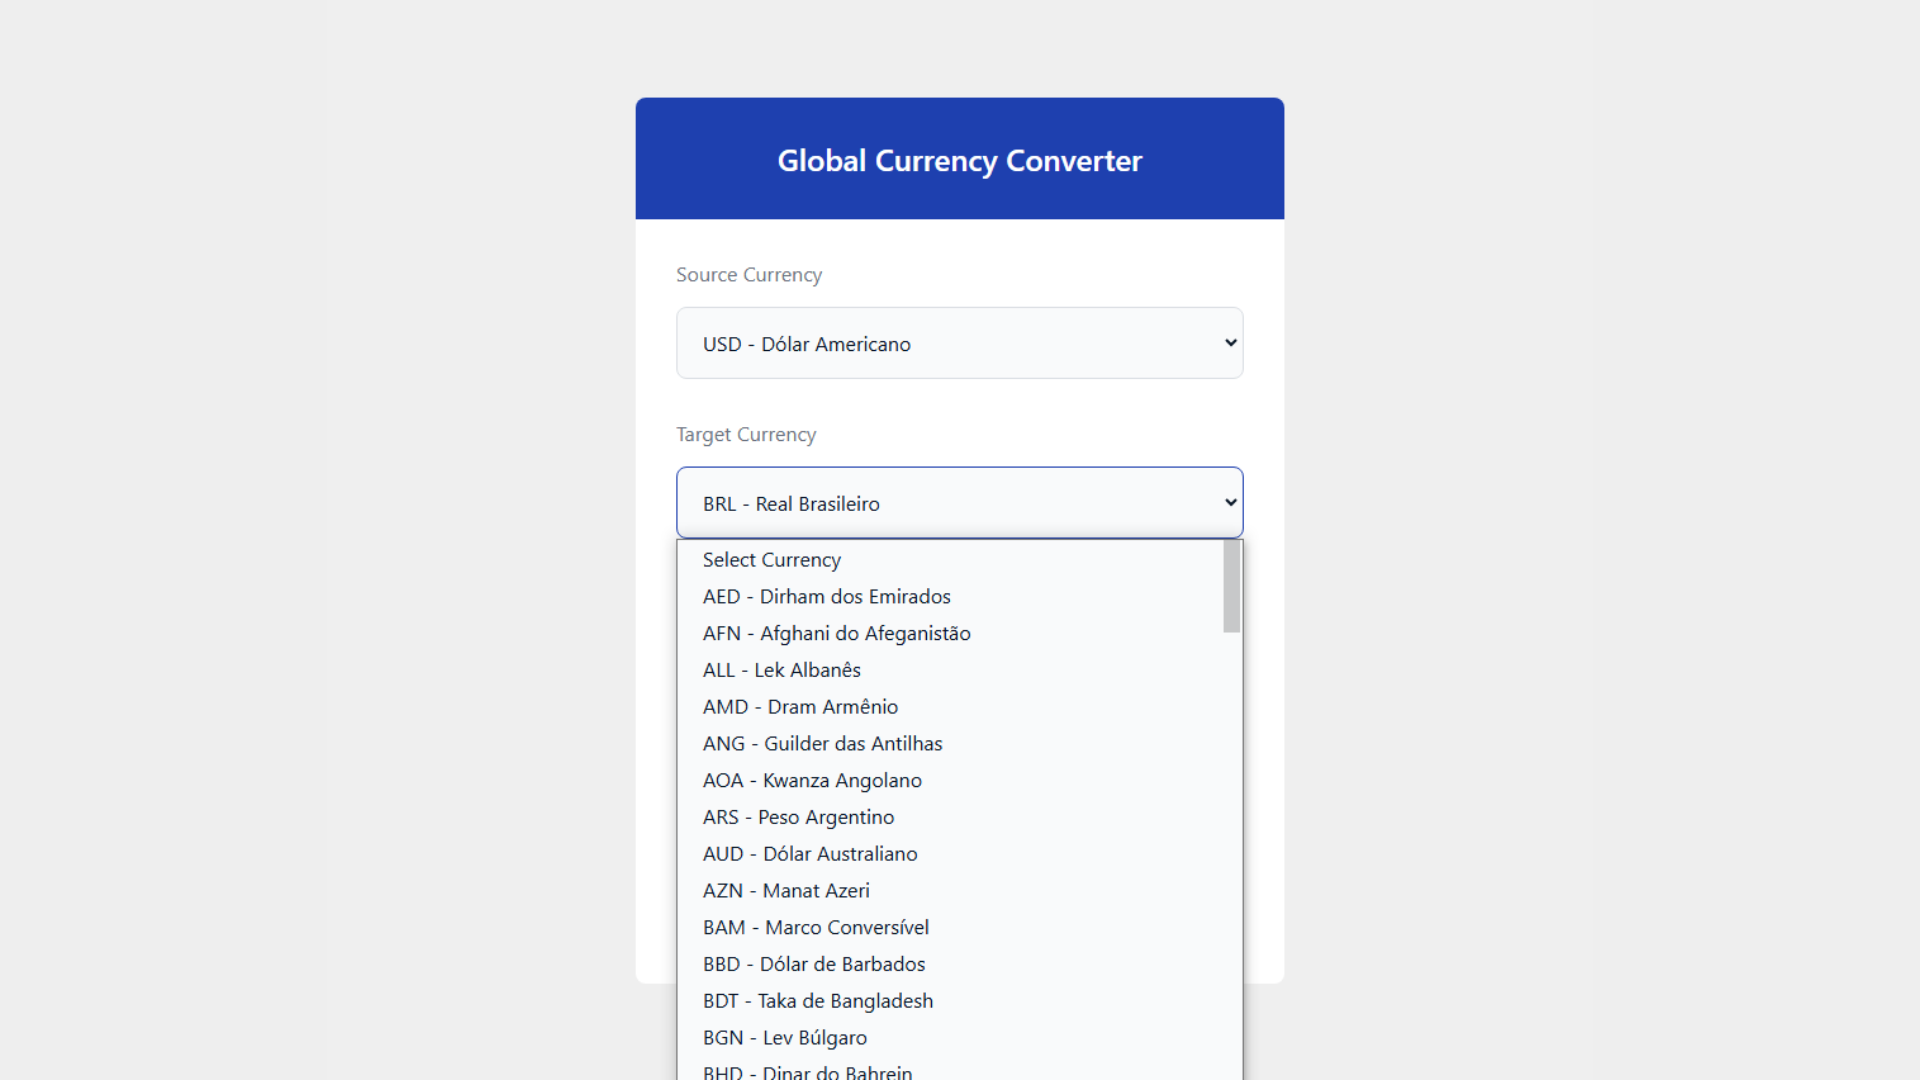 Global Currency Converter
Source Currency
USD - Dólar Americano
Target Currency
BRL - Real Brasileiro
Select Currency
AED - Dirham dos Emirados
AFN - Afghani do Afeganistão
ALL - Lek Albanês
AMD - Dram Armênio
ANG - Guilder das Antilhas
AOA - Kwanza Angolano
ARS - Peso Argentino
AUD - Dólar Australiano
AZN - Manat Azeri
BAM - Marco Conversível
BBD - Dólar de Barbados
BDT - Taka de Bangladesh
BGN - Lev Búlgaro
BHD - Dinar do Bahrein